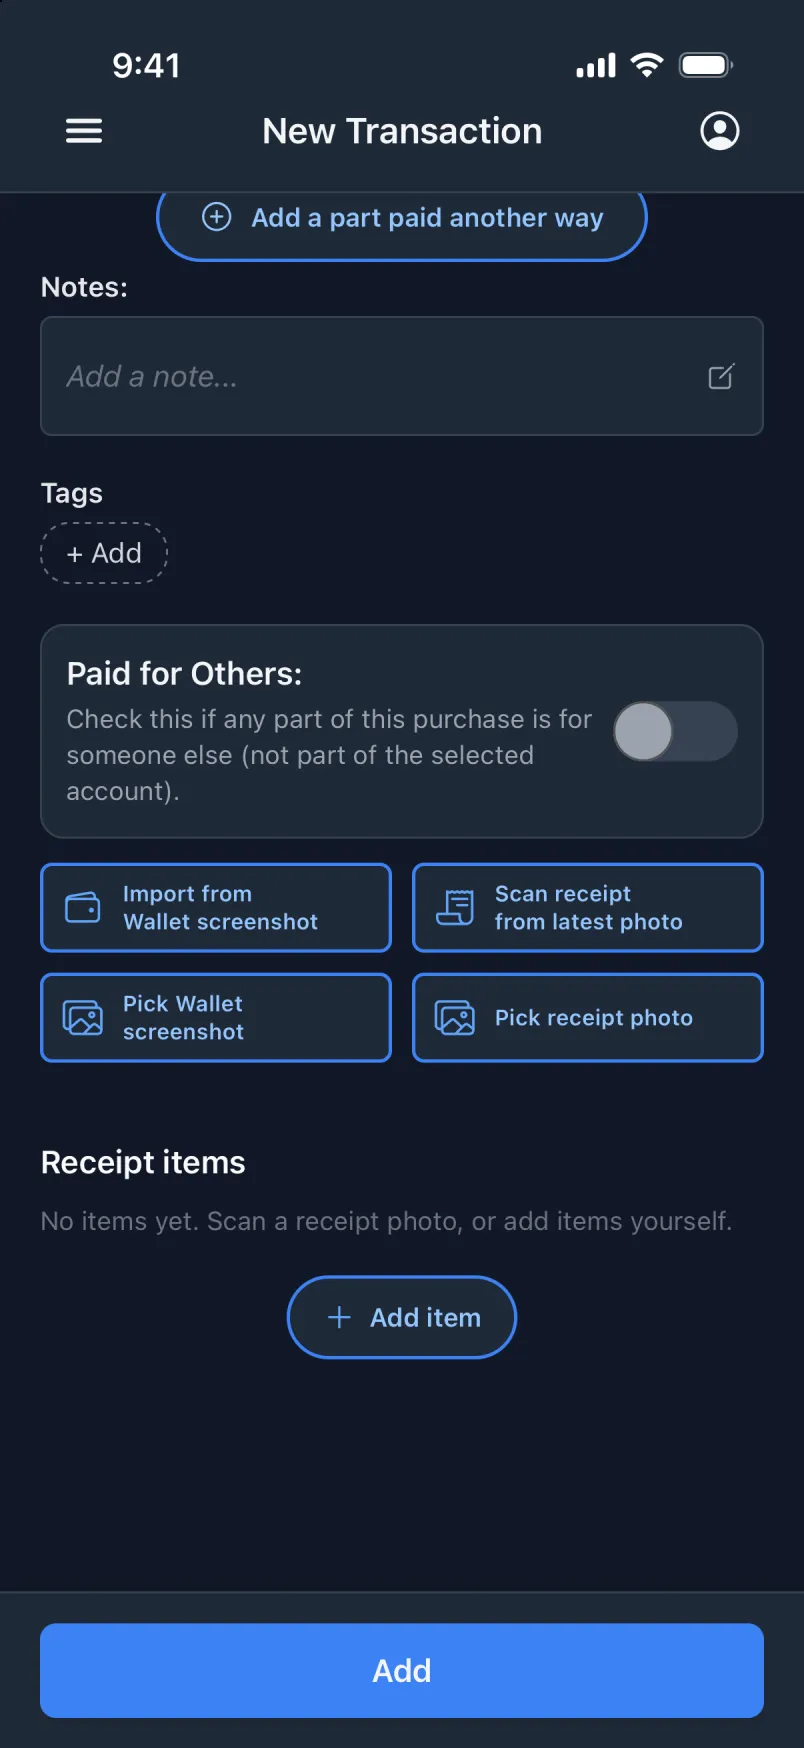 9:41
New Transaction
Add a part paid another way
Notes:
Add a note...
Tags
+ Add
Paid for Others:
Check this if any part of this purchase is for
someone else (not part of the selected
account).
Import from
Wallet screenshot
Scan receipt
from latest photo
Pick Wallet
screenshot
Pick receipt photo
Receipt items
No items yet. Scan a receipt photo, or add items yourself.
Add item
Add